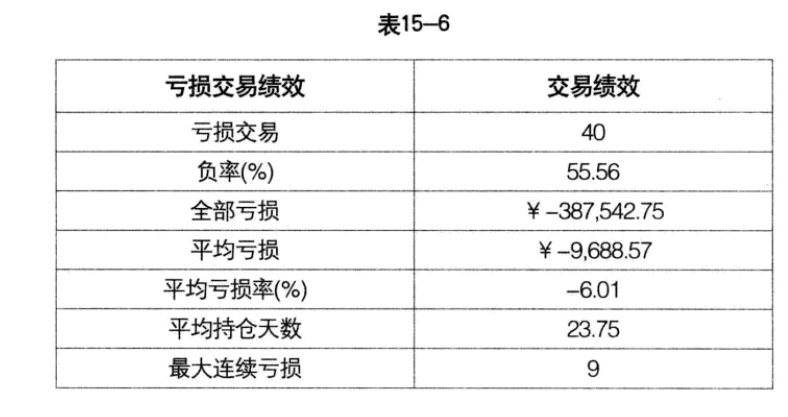 表15-6
亏损交易绩效 交易绩效
亏损交易 40
负率(%) 55.56
全部亏损 ￥-387,542.75
平均亏损 ￥-9,688.57
平均亏损率(%) -6.01
平均持仓天数 23.75
最大连续亏损 9